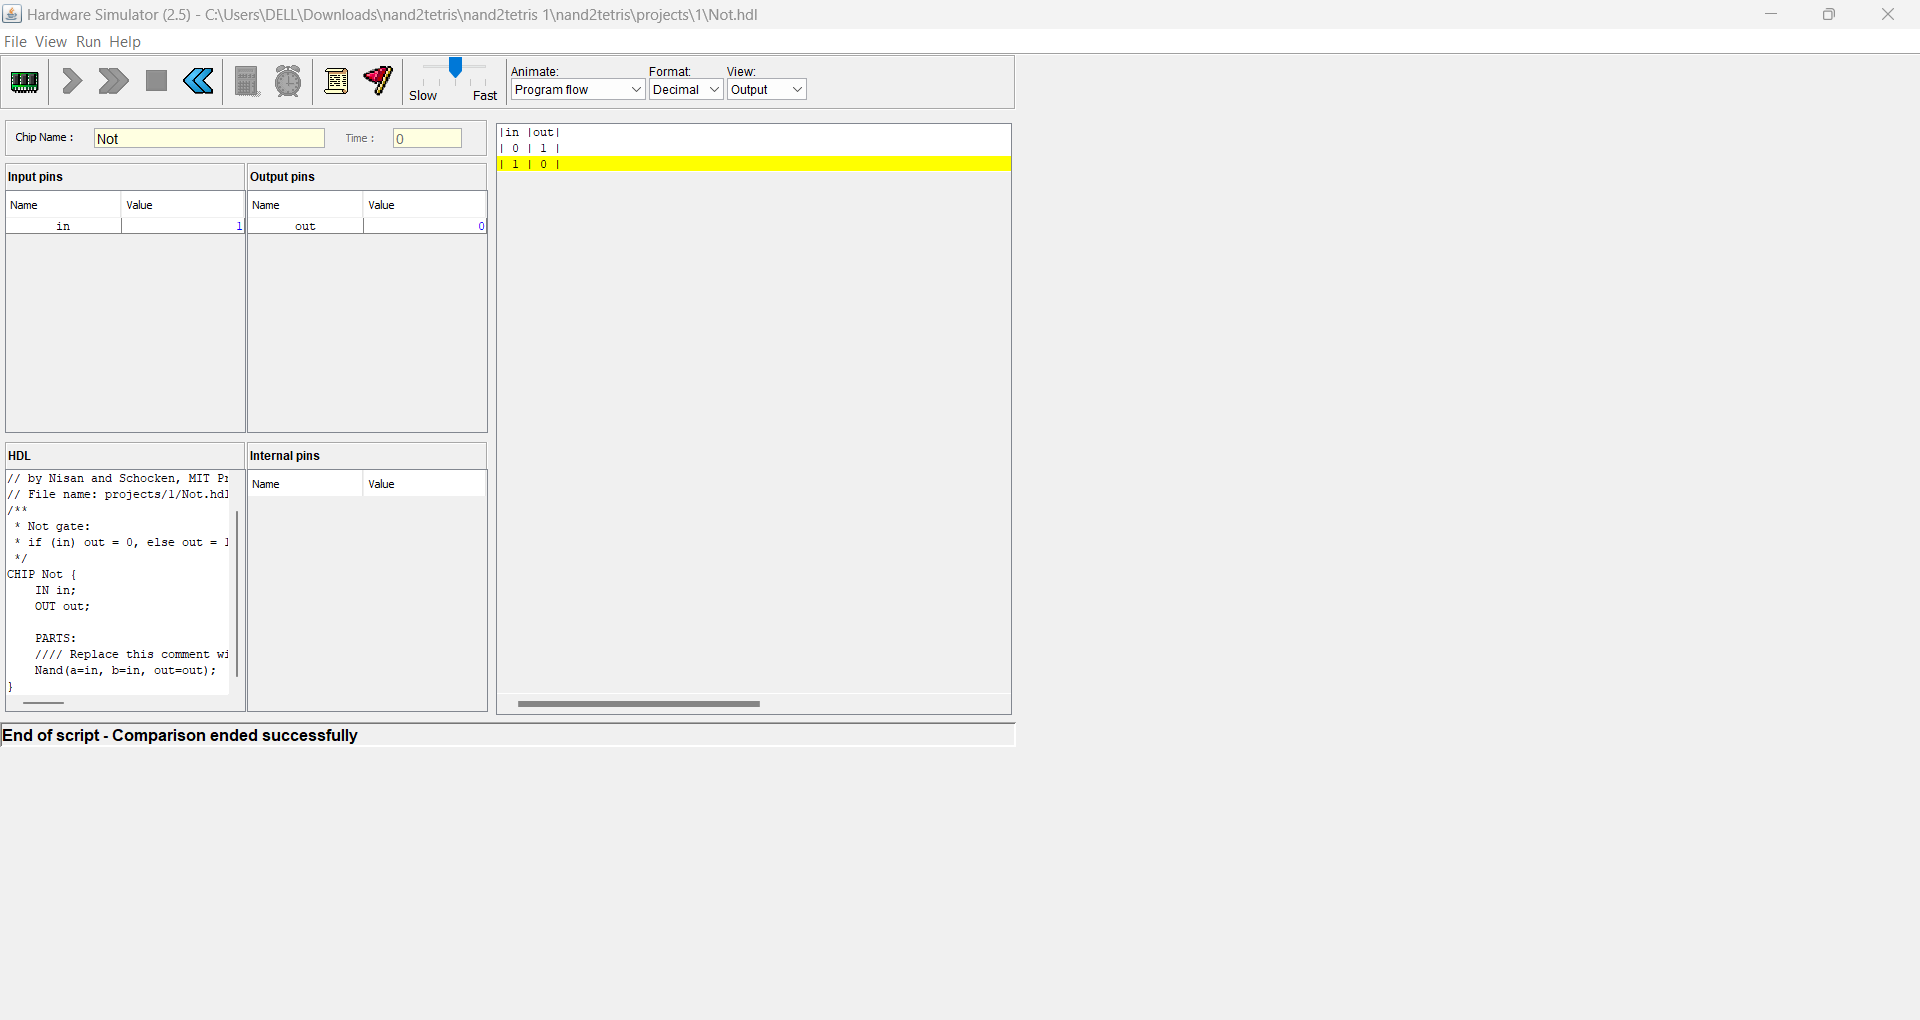 Hardware Simulator (2.5) - C:\Users\DELL\Downloads\nand2tetris\nand2tetris 1\nand2tetris\projects\1\Not.hdl
File View Run Help
Slow Fast
Animate: Format: View:
Program flow Decimal Output
Chip Name : Not Time : 0
Input pins
Name Value
in 1
Output pins
Name Value
out 0
HDL
// by Nisan and Schocken, MIT Pr
// File name: projects/1/Not.hdl
/**
* Not gate:
* if (in) out = 0, else out = 1
*/
CHIP Not {
IN in;
OUT out;
PARTS:
//// Replace this comment wi
Nand(a=in, b=in, out=out);
}
Internal pins
Name Value
|in |out|
| 0 | 1 |
| 1 | 0 |
End of script - Comparison ended successfully